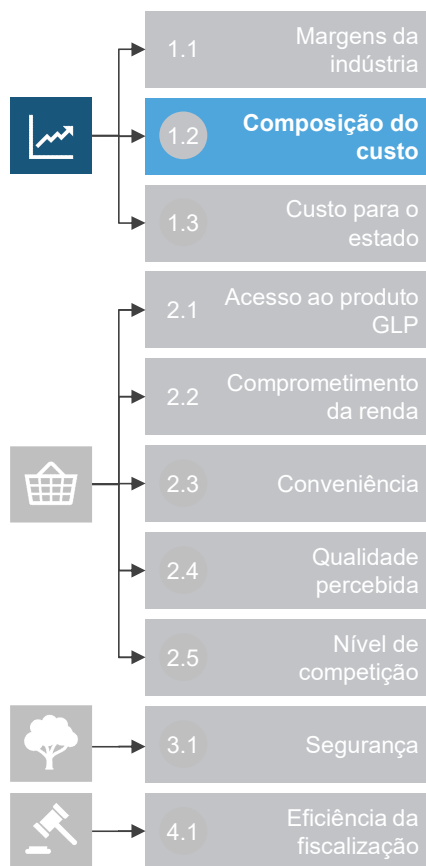 1.1
Margens da
indústria
1.2
Composição do
custo
1.3
Custo para o
estado
2.1
Acesso ao produto
GLP
2.2
Comprometimento
da renda
2.3
Conveniência
2.4
Qualidade
percebida
2.5
Nível de
competição
3.1
Segurança
4.1
Eficiência da
fiscalização